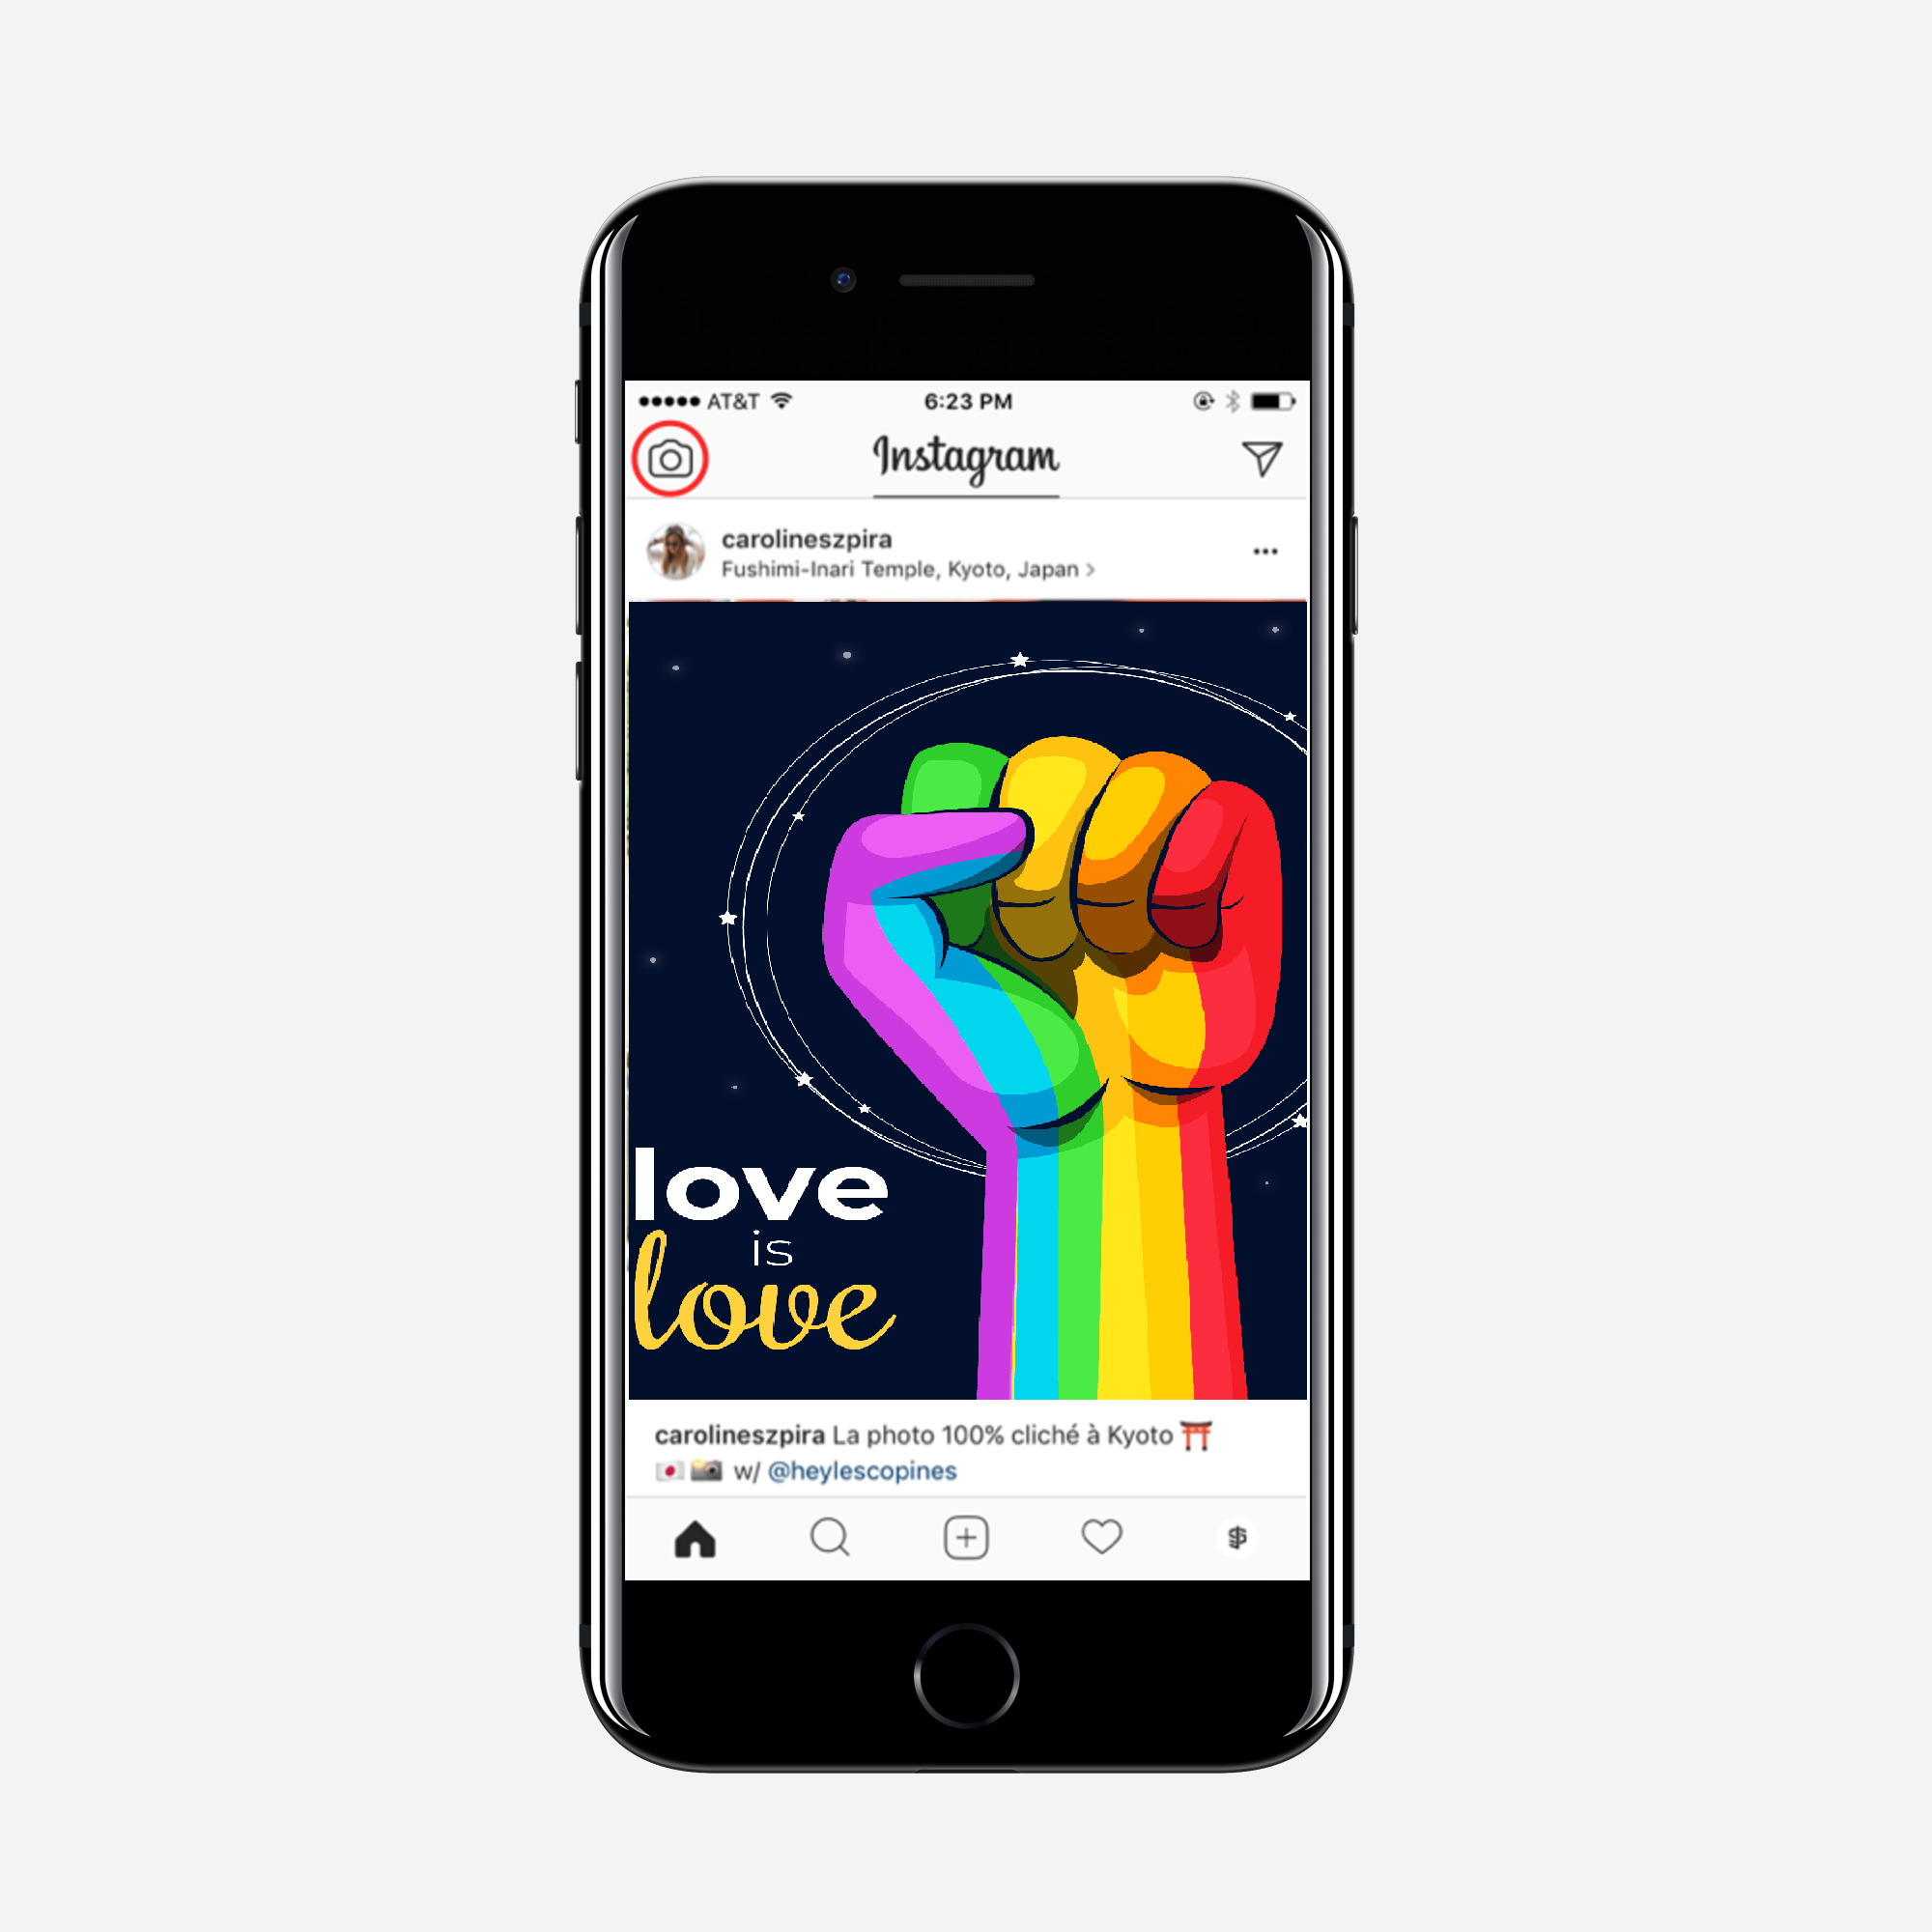 AT&T 6:23 PM
Instagram
carolineszpira
Fushimi-Inari Temple, Kyoto, Japan >
love
is
love
carolineszpira La photo 100% cliché à Kyoto ⛩
🇯🇵 📸 w/ @heylescopines